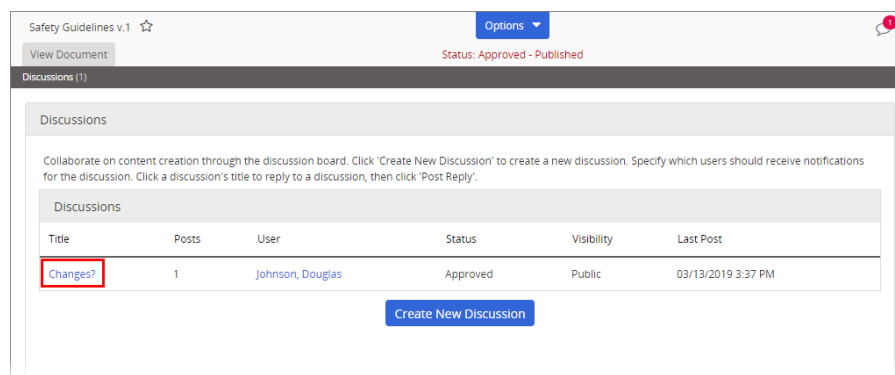 Safety Guidelines v.1
Options
1
View Document
Status: Approved - Published
Discussions (1)
Discussions
Collaborate on content creation through the discussion board. Click 'Create New Discussion' to create a new discussion. Specify which users should receive notifications
for the discussion. Click a discussion's title to reply to a discussion, then click 'Post Reply'.
Discussions
Title Posts User Status Visibility Last Post
Changes? 1 Johnson, Douglas Approved Public 03/13/2019 3:37 PM
Create New Discussion